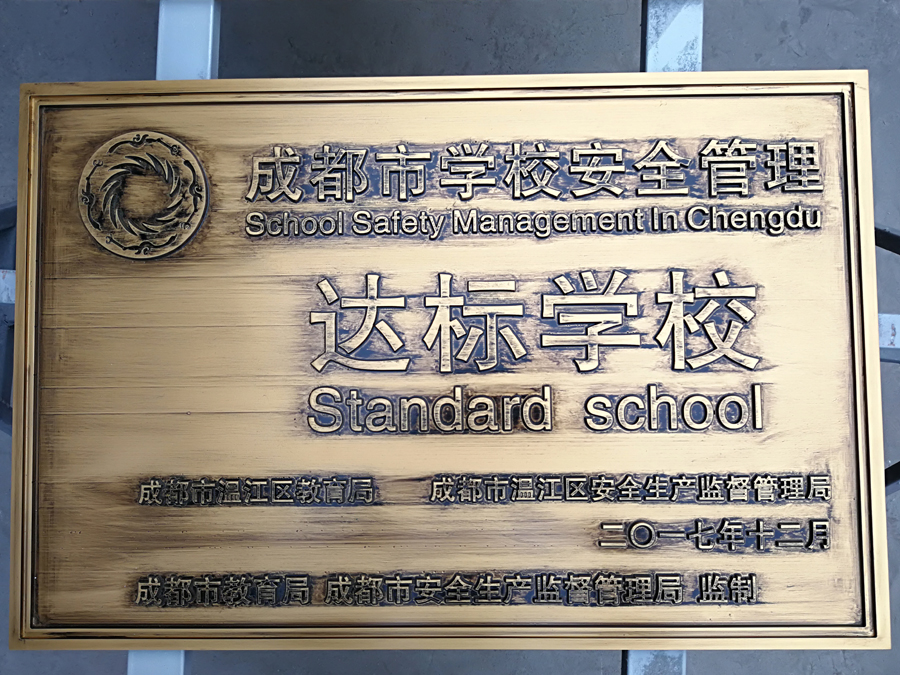 成都市学校安全管理
School Safety Management In Chengdu
达标学校
Standard school
成都市温江区教育局 成都市温江区安全生产监督管理局
二〇一七年十二月
成都市教育局 成都市安全生产监督管理局 监制